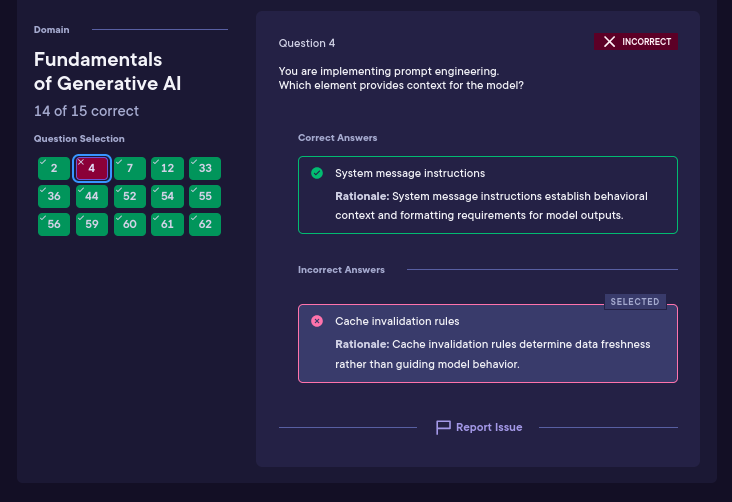 Domain
Fundamentals
of Generative AI
14 of 15 correct
Question Selection
2 4 7 12 33
36 44 52 54 55
56 59 60 61 62
Question 4
INCORRECT
You are implementing prompt engineering.
Which element provides context for the model?
Correct Answers
System message instructions
Rationale: System message instructions establish behavioral
context and formatting requirements for model outputs.
Incorrect Answers
SELECTED
Cache invalidation rules
Rationale: Cache invalidation rules determine data freshness
rather than guiding model behavior.
Report Issue